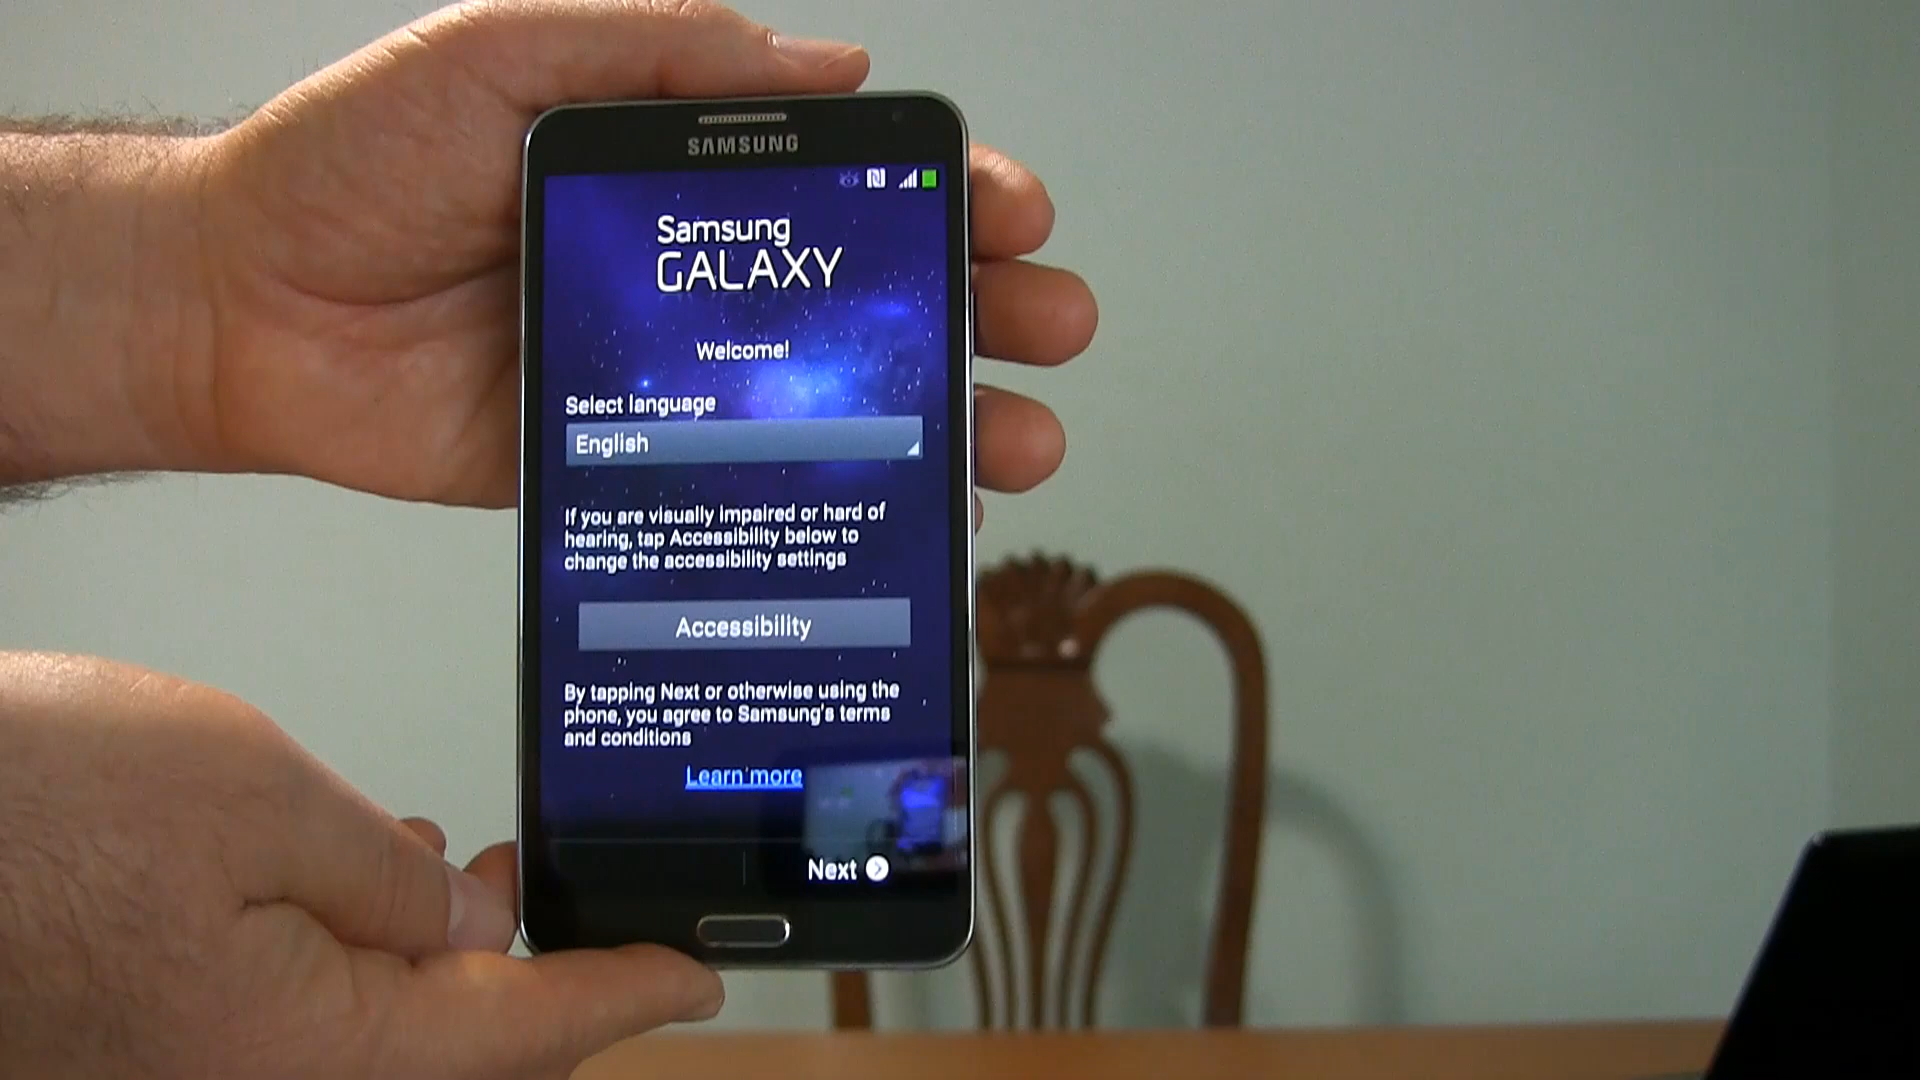 SAMSUNG
Samsung
GALAXY
Welcome!
Select language
English
If you are visually impaired or hard of
hearing, tap Accessibility below to
change the accessibility settings
Accessibility
By tapping Next or otherwise using the
phone, you agree to Samsung's terms
and conditions
Learn more
Next